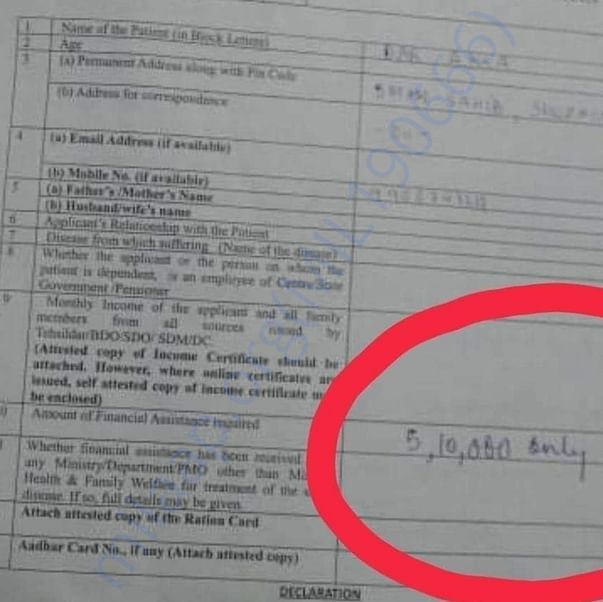 1 Name of the Patient (in Block Letters)
2 Age
3 (a) Permanent Address along with Pin Code
(b) Address for correspondence
4 (a) Email Address (if available)
(b) Mobile No. (if available)
5 (a) Father's /Mother's Name
(b) Husband/wife's name
6 Applicant's Relationship with the Patient
7 Disease from which suffering (Name of the disease)
8 Whether the applicant or the person on whom the
patient is dependent, is an employee of Centre/State
Government /Pensioner
9 Monthly Income of the applicant and all family
members from all sources issued by
Tehsildar/BDO/SDO/ SDM/DC.
(Attested copy of Income Certificate should be
attached. However, where online certificates are
issued, self attested copy of income certificate
be enclosed)
Amount of Financial Assistance required
5,10,000 only
Whether financial assistance has been received
any Ministry/Department/PMO other than
Health & Family Welfare for treatment of the
disease. If so, full details may be given.
Attach attested copy of the Ration Card
Aadhar Card No., if any (Attach attested copy)
DECLARATION